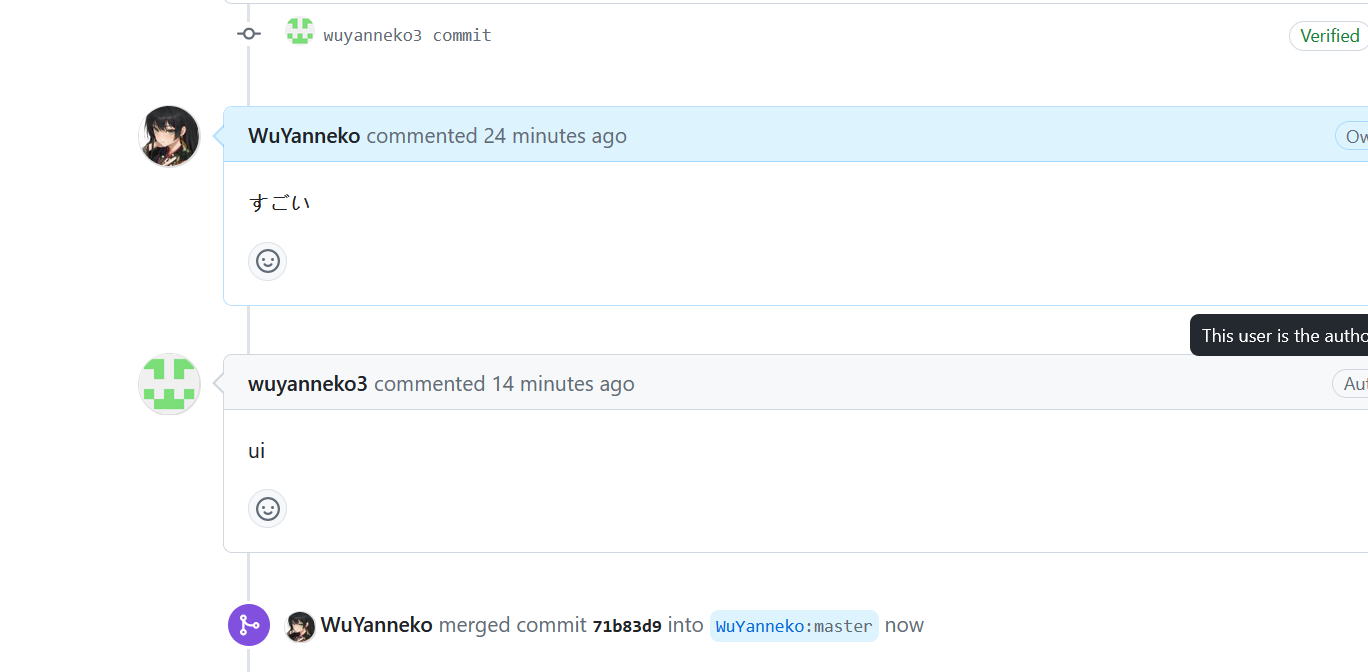 wuyanneko3 commit
Verified
WuYanneko commented 24 minutes ago
Ow
すごい
This user is the autho
wuyanneko3 commented 14 minutes ago
Aut
ui
WuYanneko merged commit 71b83d9 into WuYanneko:master now